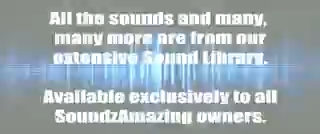 All the sounds and many,
many more are from our
extensive Sound Library.
Available exclusively to all
SoundzAmazing owners.